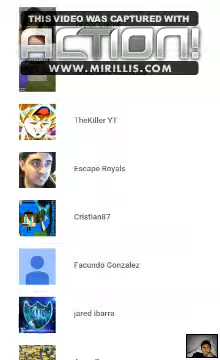 THIS VIDEO WAS CAPTURED WITH
ACTION!
WWW.MIRILLIS.COM
TheKiller YT
Escape Royals
Cristian87
Facundo Gonzalez
jared ibarra